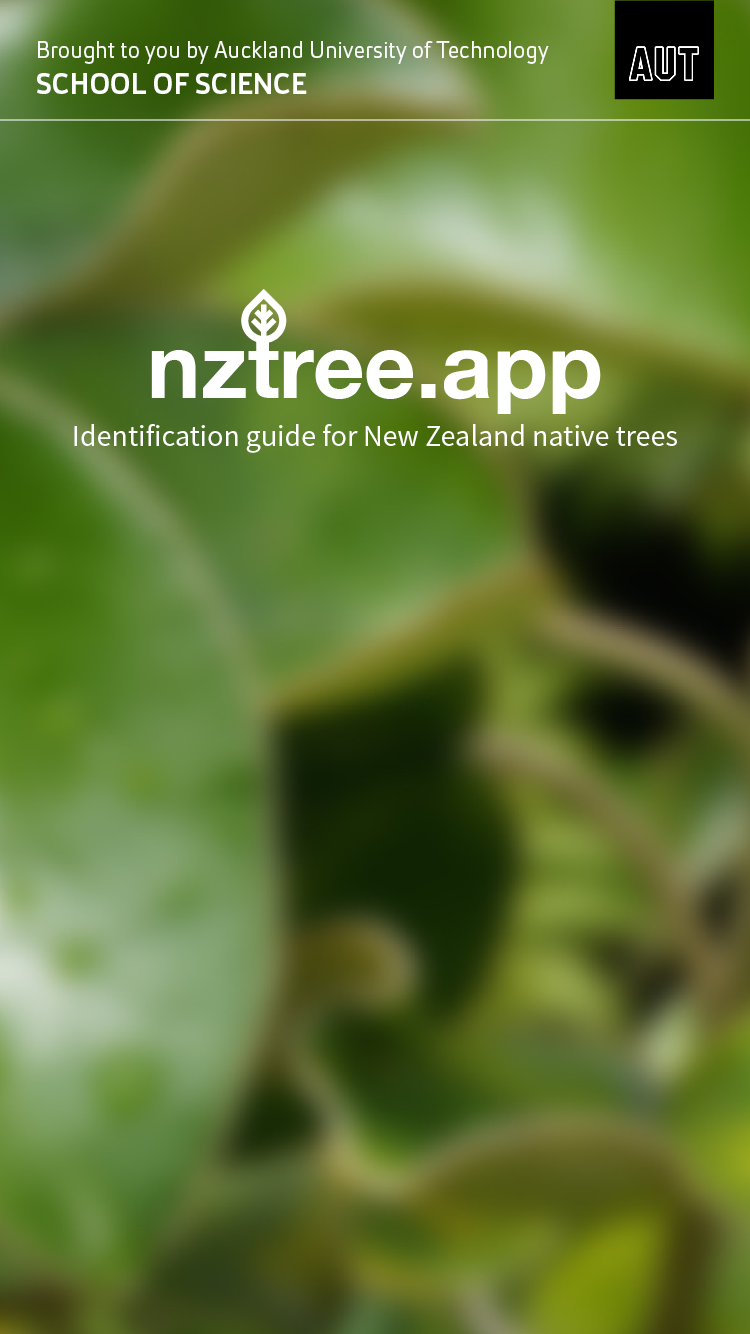 Brought to you by Auckland University of Technology
SCHOOL OF SCIENCE
AUT
nztree.app
Identification guide for New Zealand native trees